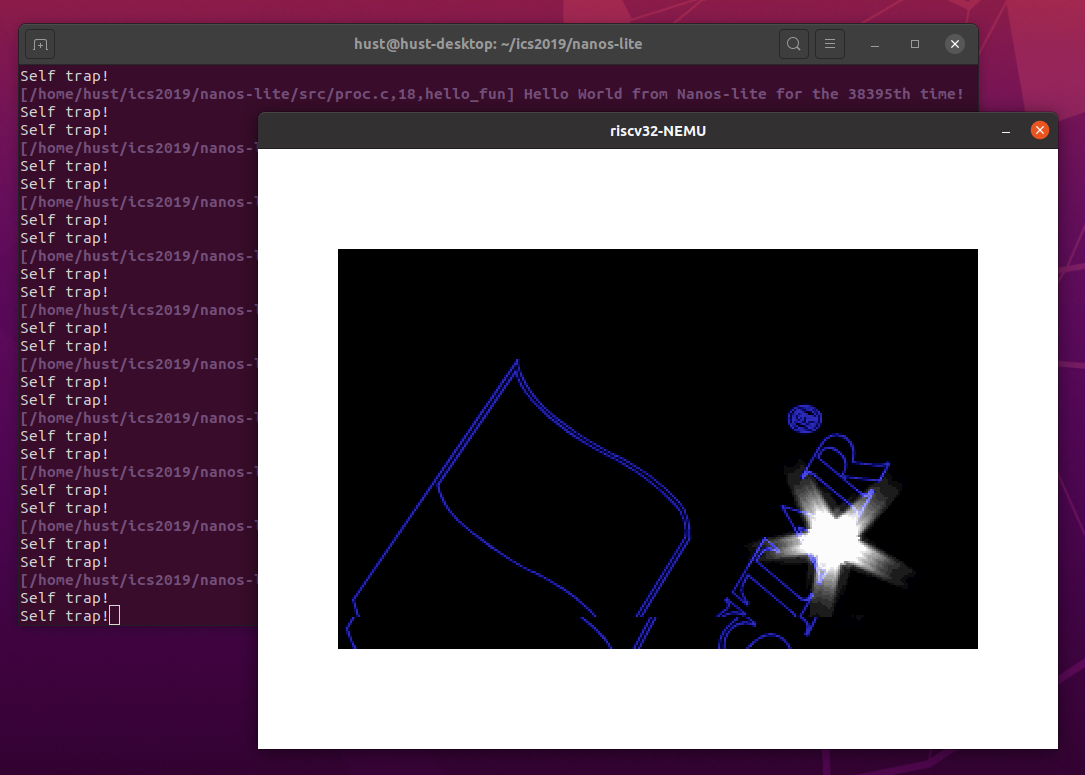 hust@hust-desktop: ~/ics2019/nanos-lite
Self trap!
[/home/hust/ics2019/nanos-lite/src/proc.c,18,hello_fun] Hello World from Nanos-lite for the 38395th time!
Self trap!
Self trap!
[/home/hust/ics2019/nanos-l
Self trap!
Self trap!
[/home/hust/ics2019/nanos-l
Self trap!
Self trap!
[/home/hust/ics2019/nanos-l
Self trap!
Self trap!
[/home/hust/ics2019/nanos-l
Self trap!
Self trap!
[/home/hust/ics2019/nanos-l
Self trap!
Self trap!
[/home/hust/ics2019/nanos-l
Self trap!
Self trap!
[/home/hust/ics2019/nanos-l
Self trap!
Self trap!
[/home/hust/ics2019/nanos-l
Self trap!
Self trap!
[/home/hust/ics2019/nanos-l
Self trap!
Self trap!
riscv32-NEMU